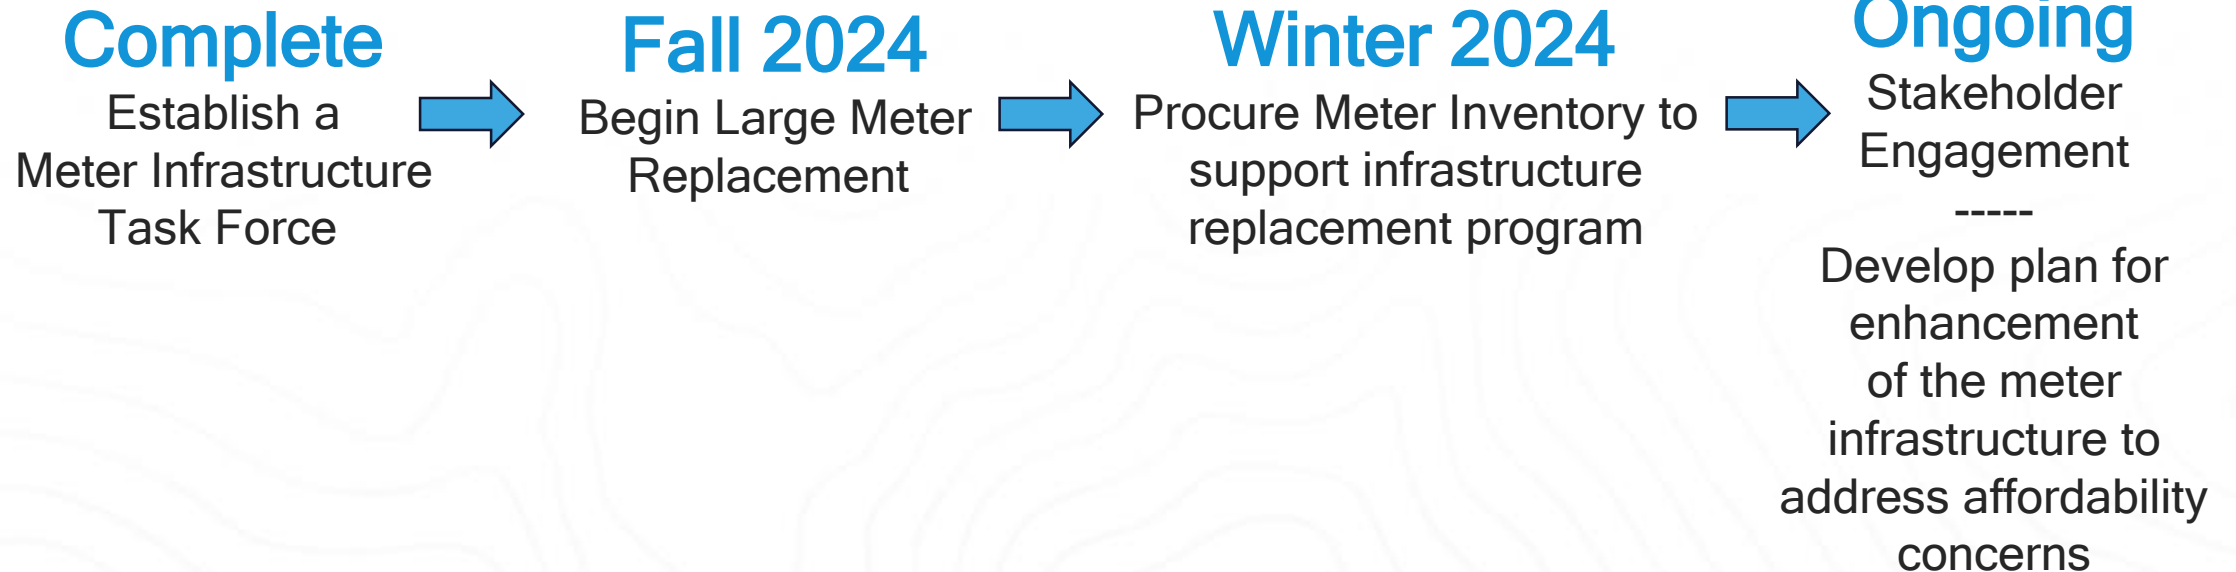 Complete
Establish a
Meter Infrastructure
Task Force
Fall 2024
Begin Large Meter
Replacement
Winter 2024
Procure Meter Inventory to
support infrastructure
replacement program
Ongoing
Stakeholder
Engagement
-----
Develop plan for
enhancement
of the meter
infrastructure to
address affordability
concerns